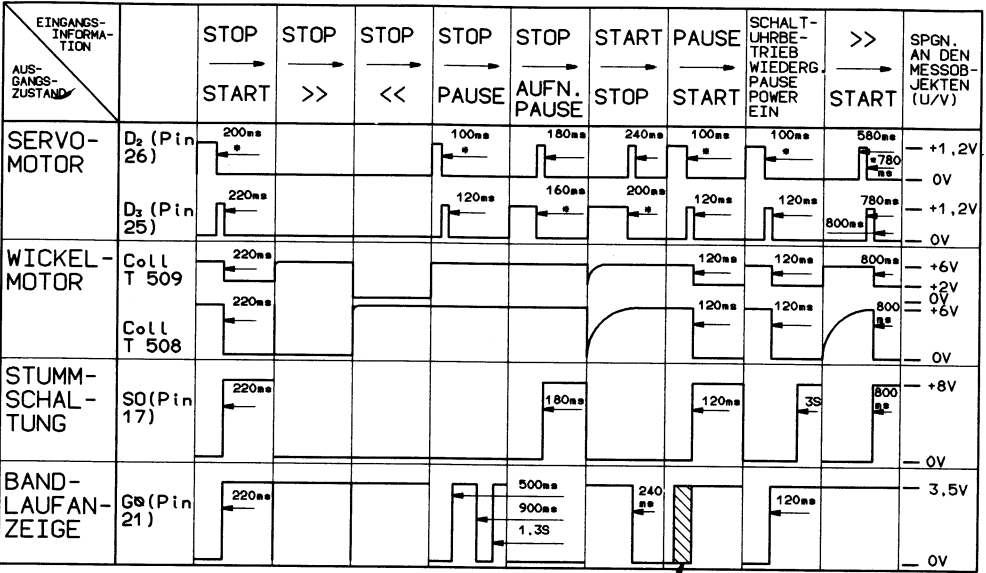 EINGANGS-
INFORMA-
TION
AUS-
GANGS-
ZUSTAND
STOP
START
STOP
>>
STOP
<<
STOP
PAUSE
STOP
AUFN.
PAUSE
START
STOP
PAUSE
START
SCHALT-
UHRBE-
TRIEB
WIEDERG.
PAUSE
POWER
EIN
>>
START
SPGN.
AN DEN
MESSOB-
JEKTEN
(U/V)
SERVO-
MOTOR
D₂ (Pin
26)
200ms
*
100ms
*
180ms
240ms
100ms
*
100ms
*
580ms
*780
ms
+1,2V
0V
D₃ (Pin
25)
220ms
120ms
160ms
*
200ms
*
120ms
120ms
780ms
800ms
+1,2V
0V
WICKEL-
MOTOR
Coll
T 509
220ms
120ms
120ms
800ms
+6V
+2V
0V
Coll
T 508
220ms
120ms
120ms
800
ms
+6V
0V
STUMM-
SCHAL-
TUNG
SO(Pin
17)
220ms
180ms
120ms
3S
800
ms
+8V
0V
BAND-
LAUFAN-
ZEIGE
GØ(Pin
21)
220ms
500ms
900ms
1.3S
240
ms
120ms
3,5V
0V